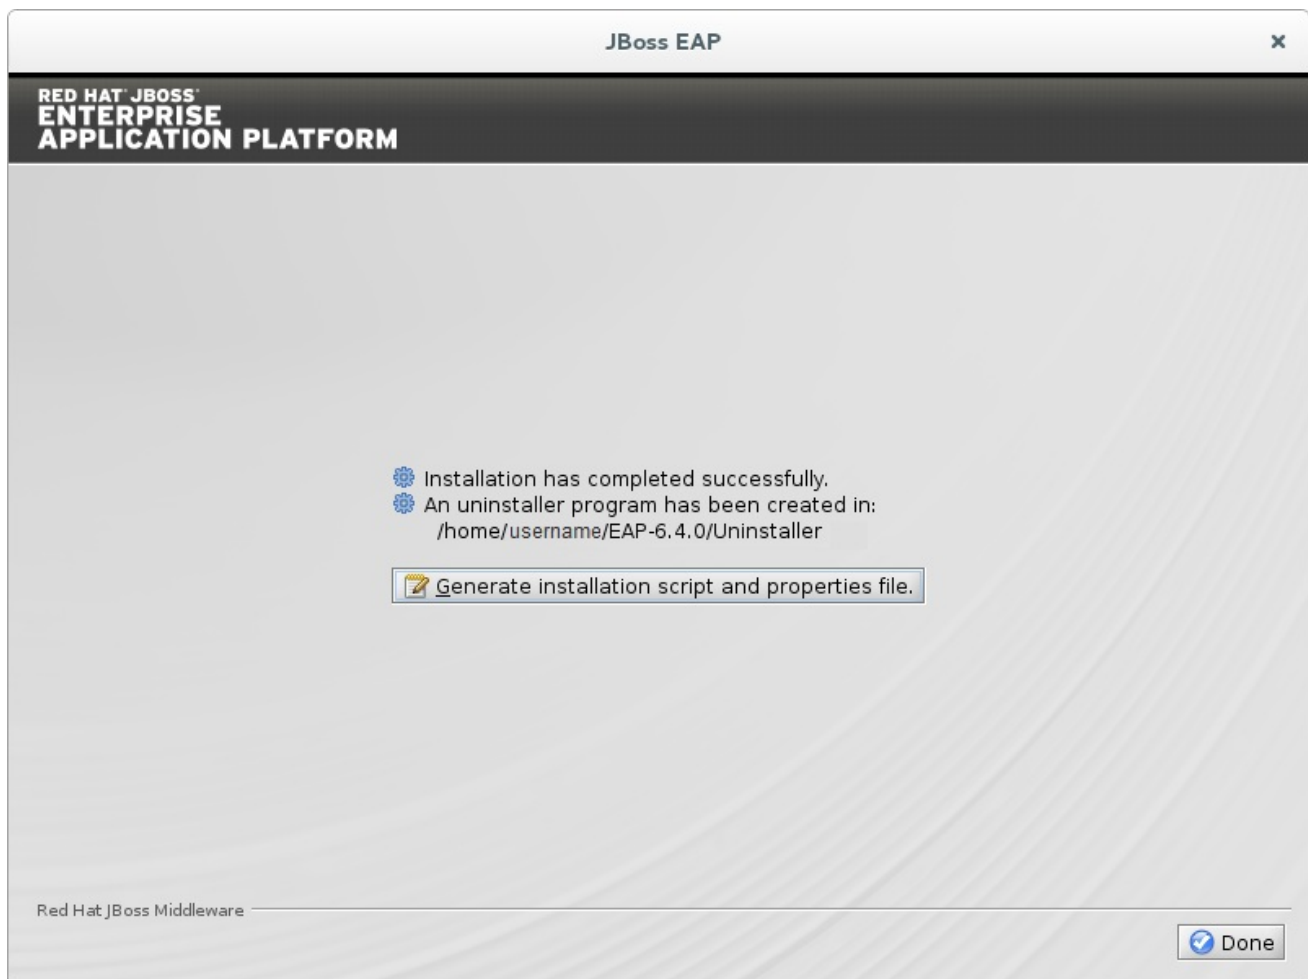 JBoss EAP
RED HAT JBOSS
ENTERPRISE
APPLICATION PLATFORM
Installation has completed successfully.
An uninstaller program has been created in:
/home/username/EAP-6.4.0/Uninstaller
Generate installation script and properties file.
Red Hat JBoss Middleware
Done